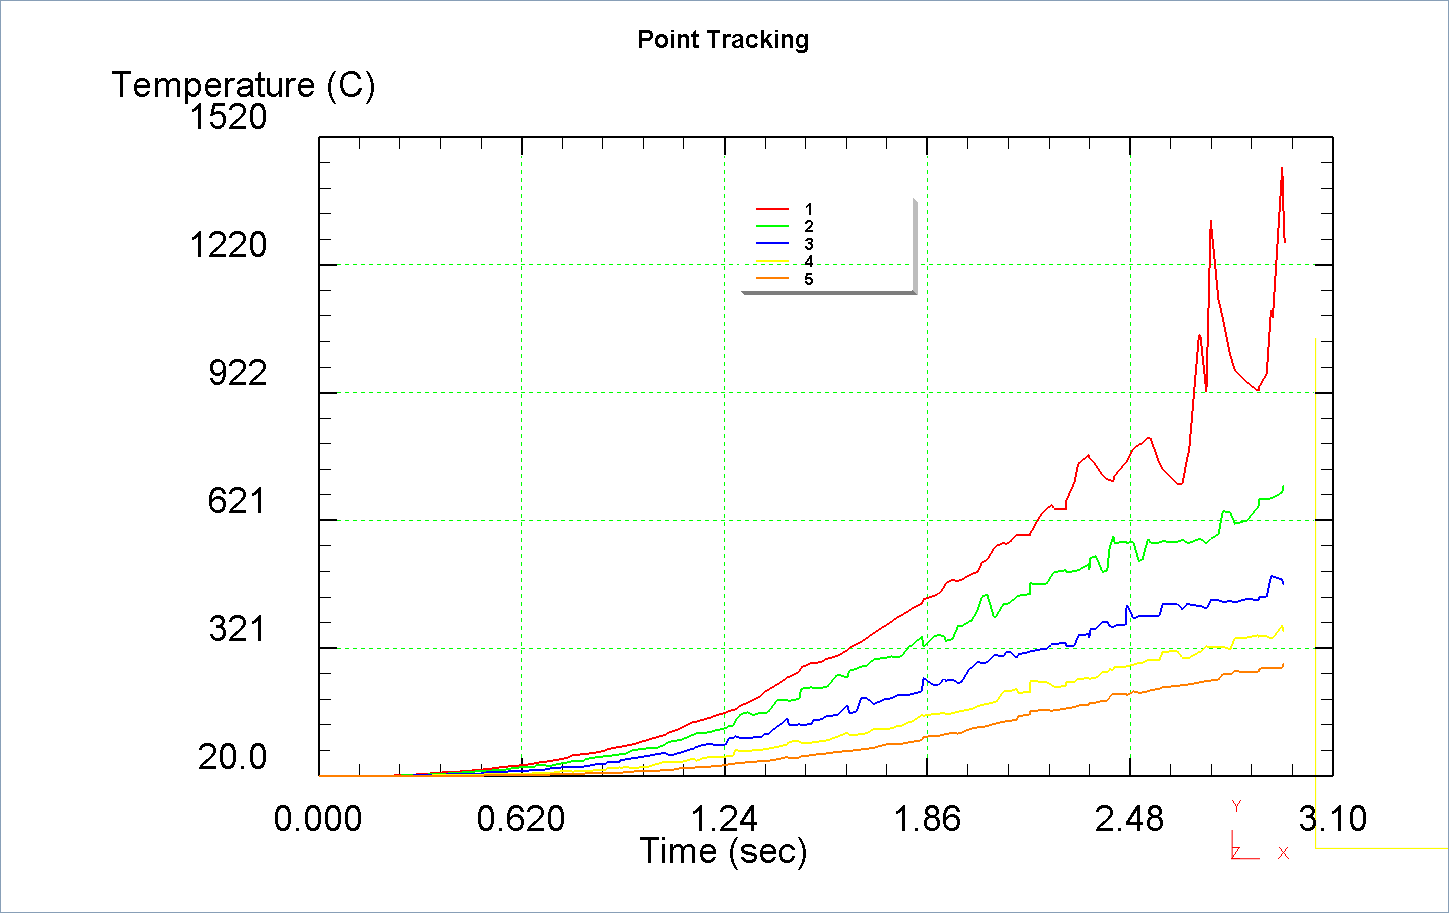 Point Tracking
Temperature (C)
1520
1220
922
621
321
20.0
1
2
3
4
5
0.000 0.620 1.24 1.86 2.48 3.10
Time (sec)
Y
Z X